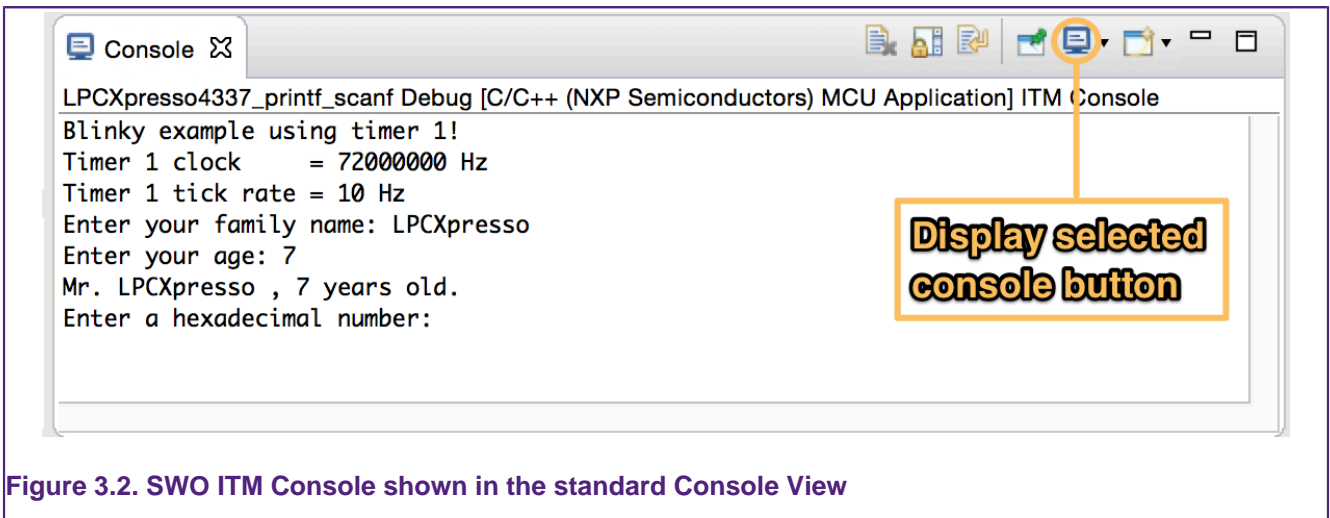 Console
LPCXpresso4337_printf_scanf Debug [C/C++ (NXP Semiconductors) MCU Application] ITM Console
Blinky example using timer 1!
Timer 1 clock     = 72000000 Hz
Timer 1 tick rate = 10 Hz
Enter your family name: LPCXpresso
Enter your age: 7
Mr. LPCXpresso , 7 years old.
Enter a hexadecimal number:
Display selected
console button
Figure 3.2. SWO ITM Console shown in the standard Console View